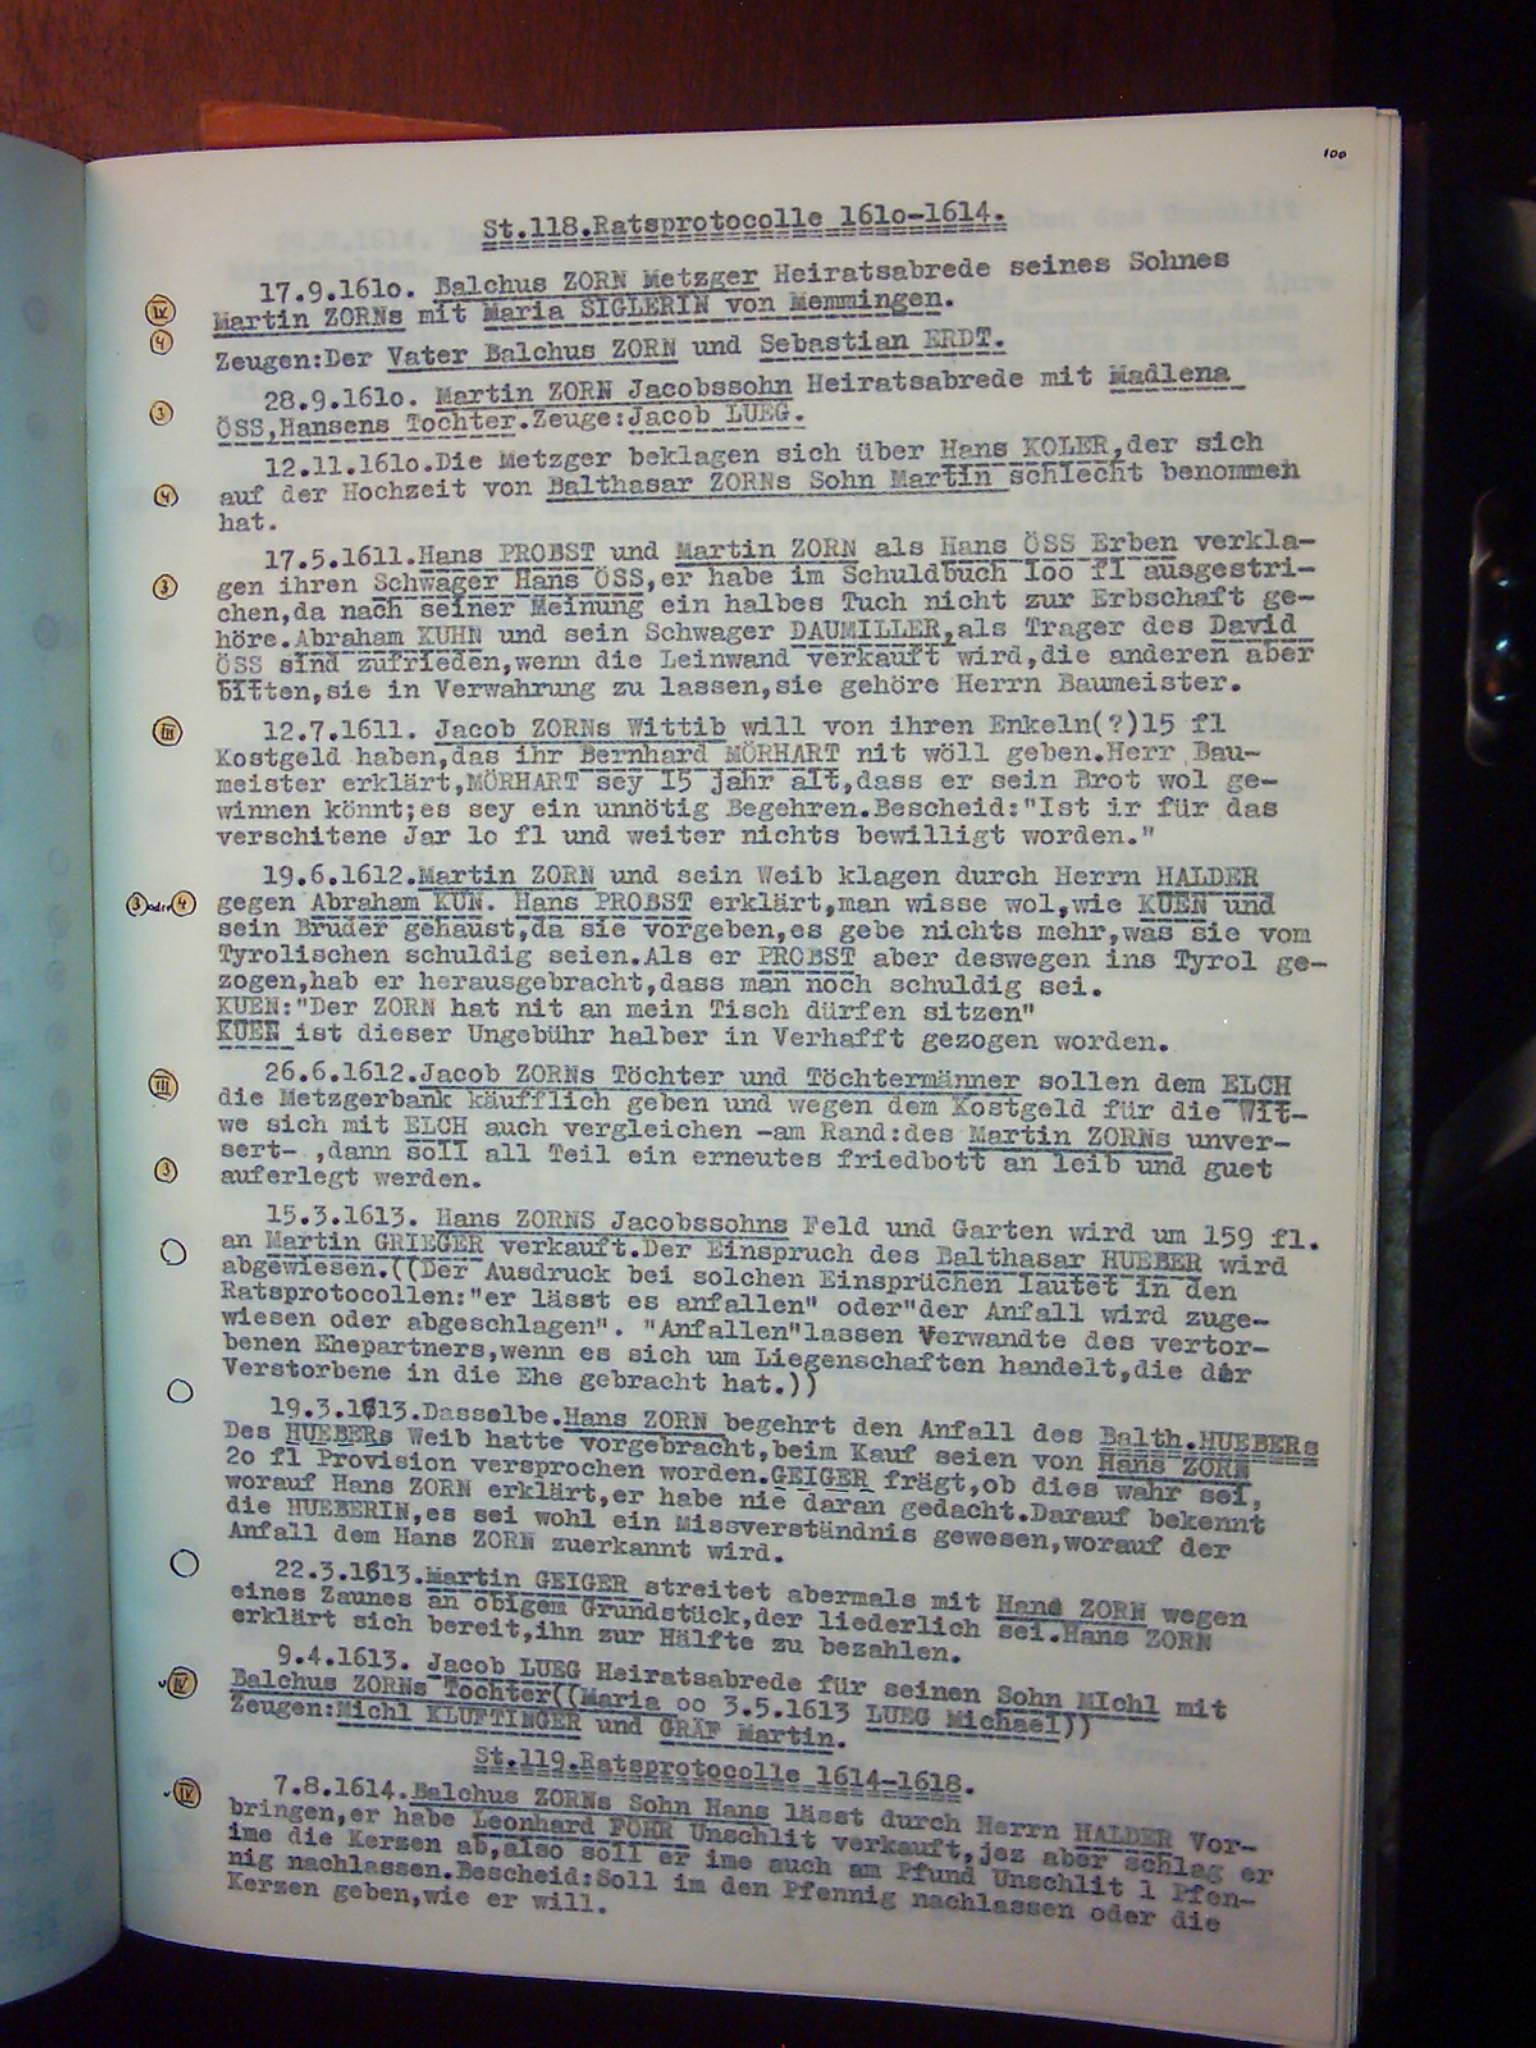 100
St.118.Ratsprotocolle 161o-1614.
17.9.161o. Balchus ZORN Metzger Heiratsabrede seines Sohnes
IV Martin ZORNs mit Maria SIGLERIN von Memmingen.
4 Zeugen:Der Vater Balchus ZORN und Sebastian ERDT.
28.9.161o. Martin ZORN Jacobssohn Heiratsabrede mit Madlena
3 ÖSS,Hansens Tochter.Zeuge:Jacob LUEG.
12.11.161o.Die Metzger beklagen sich über Hans KOLER,der sich
4 auf der Hochzeit von Balthasar ZORNs Sohn Martin schlecht benommen
hat.
17.5.1611.Hans PROBST und Martin ZORN als Hans ÖSS Erben verkla-
3 gen ihren Schwager Hans ÖSS,er habe im Schuldbuch 1oo fl ausgestri-
chen,da nach seiner Meinung ein halbes Tuch nicht zur Erbschaft ge-
höre.Abraham KUHN und sein Schwager DAUMILLER,als Trager des David
ÖSS sind zufrieden,wenn die Leinwand verkauft wird,die anderen aber
bitten,sie in Verwahrung zu lassen,sie gehöre Herrn Baumeister.
III 12.7.1611. Jacob ZORNs Wittib will von ihren Enkeln(?)15 fl
Kostgeld haben,das ihr Bernhard MÖRHART nit wöll geben.Herr Bau-
meister erklärt,MÖRHART sey 15 jahr alt,dass er sein Brot wol ge-
winnen könnt;es sey ein unnötig Begehren.Bescheid:"Ist ir für das
verschitene Jar 1o fl und weiter nichts bewilligt worden."
19.6.1612.Martin ZORN und sein Weib klagen durch Herrn HALDER
3 oder 4 gegen Abraham KUN. Hans PROBST erklärt,man wisse wol,wie KUEN und
sein Bruder gehaust,da sie vorgeben,es gebe nichts mehr,was sie vom
Tyrolischen schuldig seien.Als er PROBST aber deswegen ins Tyrol ge-
zogen,hab er herausgebracht,dass man noch schuldig sei.
KUEN:"Der ZORN hat nit an mein Tisch dürfen sitzen"
KUEN ist dieser Ungebühr halber in Verhafft gezogen worden.
III 26.6.1612.Jacob ZORNs Töchter und Töchtermänner sollen dem ELCH
die Metzgerbank käufflich geben und wegen dem Kostgeld für die Wit-
we sich mit ELCH auch vergleichen -am Rand:des Martin ZORNs unver-
3 sert- ,dann soll all Teil ein erneutes friedbott an leib und guet
auferlegt werden.
15.3.1613. Hans ZORNS Jacobssohns Feld und Garten wird um 159 fl.
an Martin GRIEGER verkauft.Der Einspruch des Balthasar HUEBER wird
abgewiesen.((Der Ausdruck bei solchen Einsprüchen lautet in den
Ratsprotocollen:"er lässt es anfallen" oder"der Anfall wird zuge-
wiesen oder abgeschlagen". "Anfallen"lassen Verwandte des vertor-
benen Ehepartners,wenn es sich um Liegenschaften handelt,die der
Verstorbene in die Ehe gebracht hat.))
19.3.1613.Dasselbe.Hans ZORN begehrt den Anfall des Balth.HUEBERs
Des HUEBERs Weib hatte vorgebracht,beim Kauf seien von Hans ZORN
2o fl Provision versprochen worden.GEIGER frägt,ob dies wahr sei,
worauf Hans ZORN erklärt,er habe nie daran gedacht.Darauf bekennt
die HUEBERIN,es sei wohl ein Missverständnis gewesen,worauf der
Anfall dem Hans ZORN zuerkannt wird.
22.3.1613.Martin GEIGER streitet abermals mit Hans ZORN wegen
eines Zaunes an obigem Grundstück,der liederlich sei.Hans ZORN
erklärt sich bereit,ihn zur Hälfte zu bezahlen.
9.4.1613. Jacob LUEG Heiratsabrede für seinen Sohn MIchl mit
IV Balchus ZORNs Tochter((Maria oo 3.5.1613 LUEG Michael))
Zeugen:Michl KLUFTINGER und GRÄF Martin.
St.119.Ratsprotocolle 1614-1618.
IV 7.8.1614.Balchus ZORNs Sohn Hans lässt durch Herrn HALDER Vor-
bringen,er habe Leonhard FOHR Unschlit verkauft,jez aber schlag er
ime die Kerzen ab,also soll er ime auch am Pfund Unschlit 1 Pfen-
nig nachlassen.Bescheid:Soll im den Pfennig nachlassen oder die
Kerzen geben,wie er will.